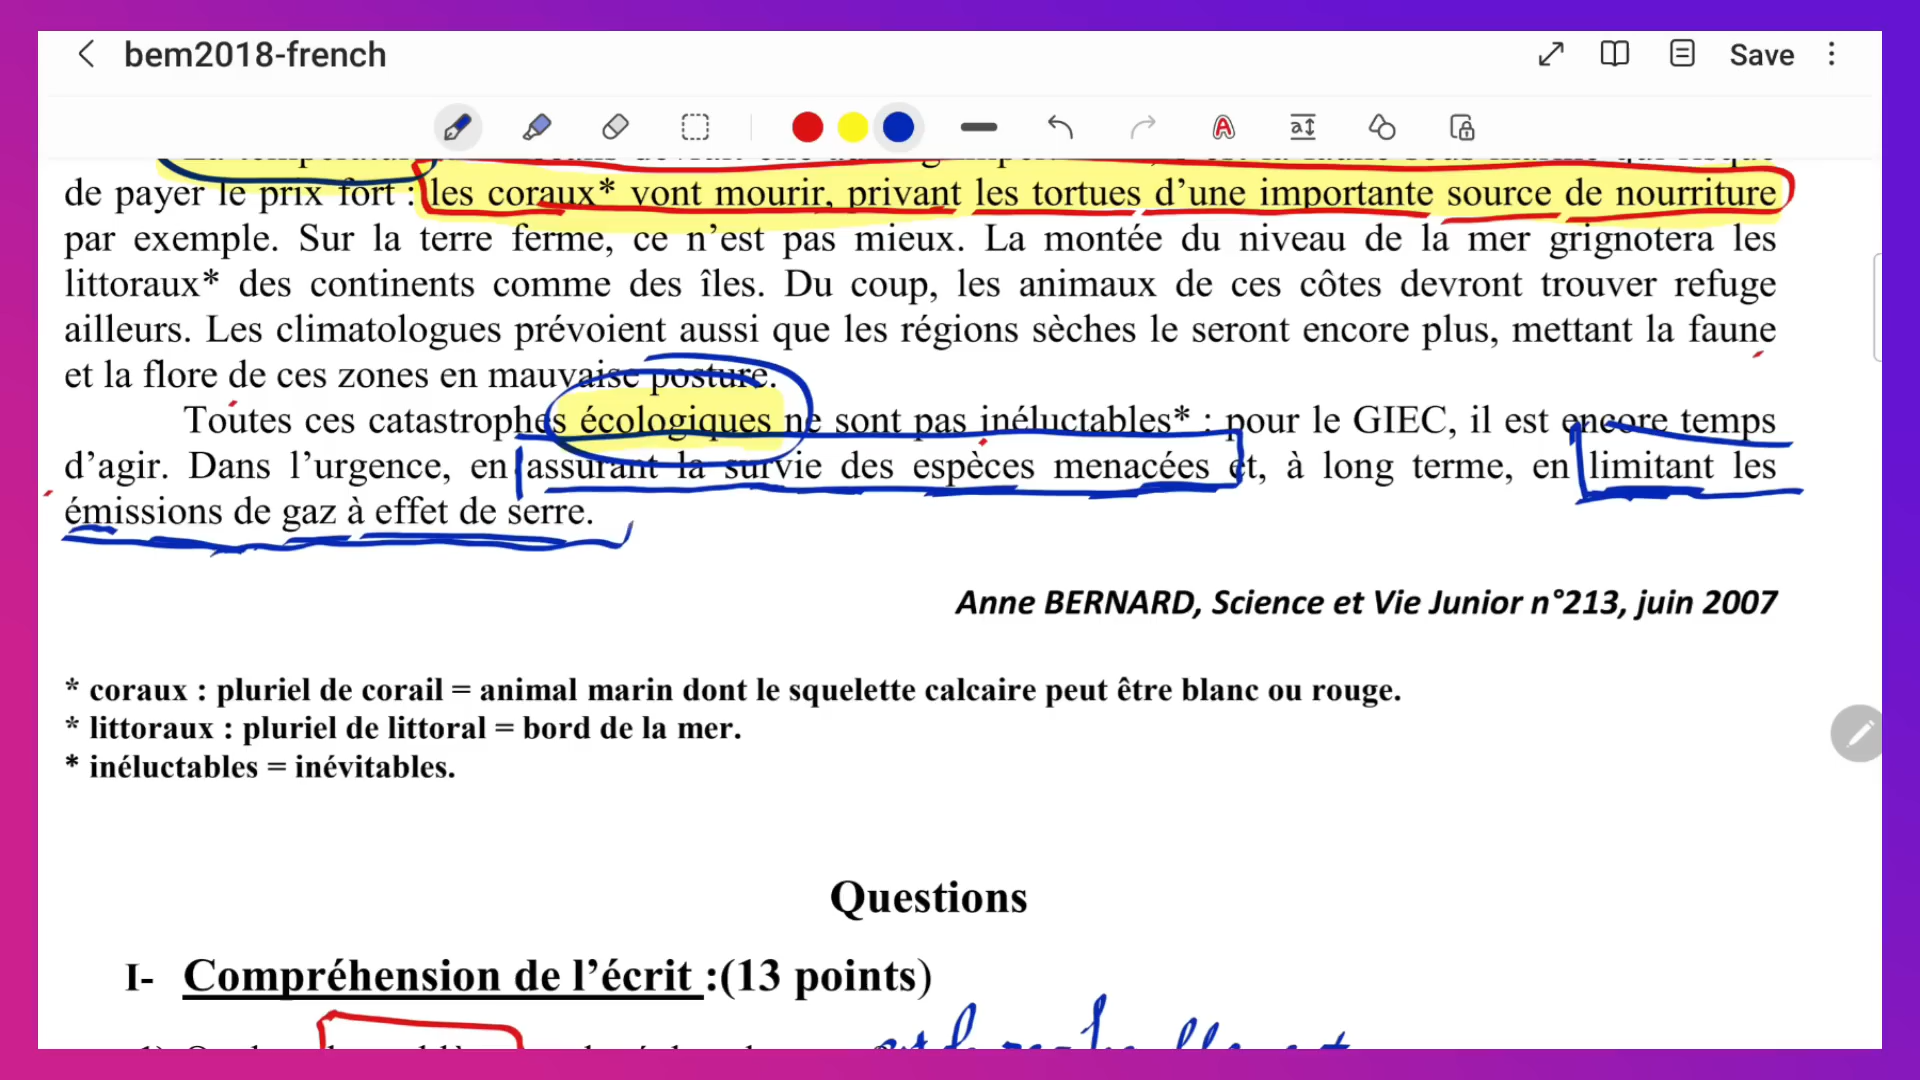 bem2018-french
Save
de payer le prix fort : les coraux* vont mourir, privant les tortues d’une importante source de nourriture
par exemple. Sur la terre ferme, ce n’est pas mieux. La montée du niveau de la mer grignotera les
littoraux* des continents comme des îles. Du coup, les animaux de ces côtes devront trouver refuge
ailleurs. Les climatologues prévoient aussi que les régions sèches le seront encore plus, mettant la faune
et la flore de ces zones en mauvaise posture.
Toutes ces catastrophes écologiques ne sont pas inéluctables* : pour le GIEC, il est encore temps
d’agir. Dans l’urgence, en assurant la survie des espèces menacées et, à long terme, en limitant les
émissions de gaz à effet de serre.
Anne BERNARD, Science et Vie Junior n°213, juin 2007
* coraux : pluriel de corail = animal marin dont le squelette calcaire peut être blanc ou rouge.
* littoraux : pluriel de littoral = bord de la mer.
* inéluctables = inévitables.
Questions
I- Compréhension de l’écrit :(13 points)